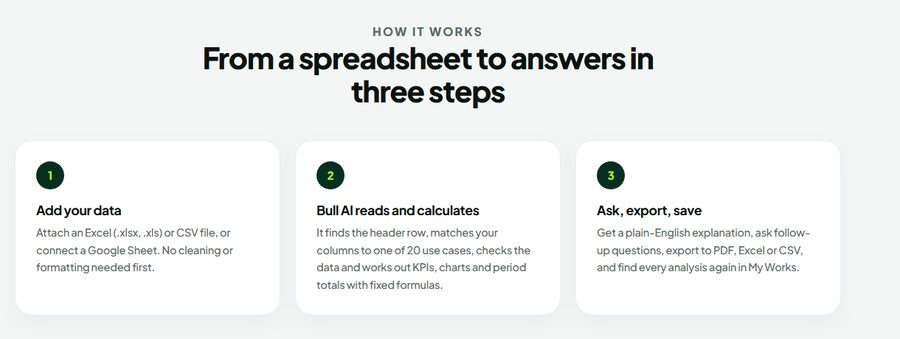 HOW IT WORKS
From a spreadsheet to answers in
three steps
1
Add your data
Attach an Excel (.xlsx, .xls) or CSV file, or
connect a Google Sheet. No cleaning or
formatting needed first.
2
Bull AI reads and calculates
It finds the header row, matches your
columns to one of 20 use cases, checks the
data and works out KPIs, charts and period
totals with fixed formulas.
3
Ask, export, save
Get a plain-English explanation, ask follow-
up questions, export to PDF, Excel or CSV,
and find every analysis again in My Works.